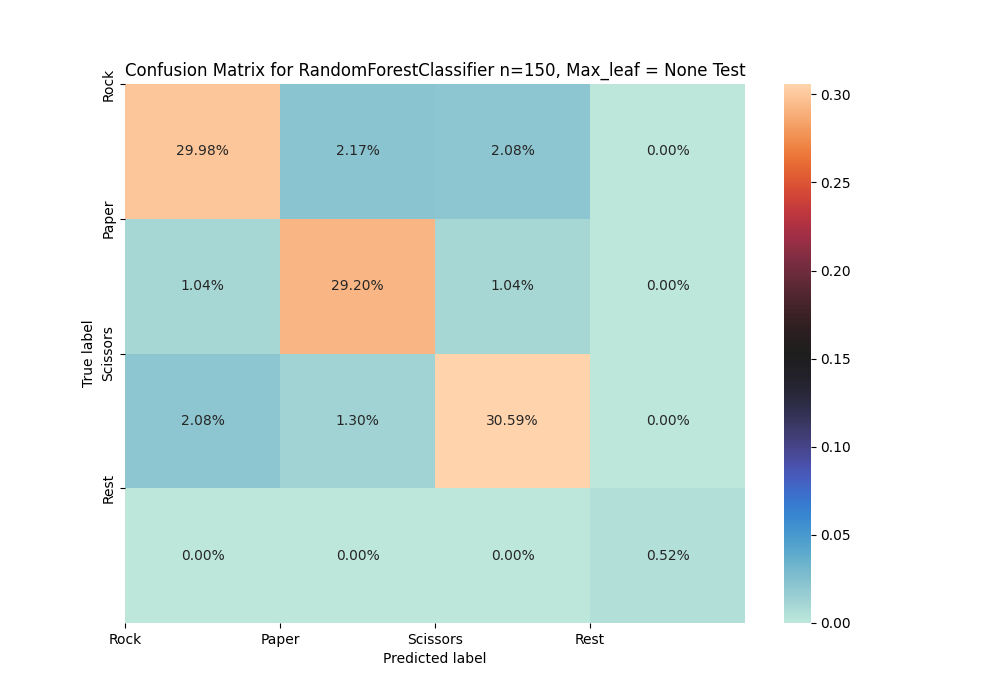 Confusion Matrix for RandomForestClassifier n=150, Max_leaf = None Test
True label
Rock
29.98% 2.17% 2.08% 0.00%
Paper
1.04% 29.20% 1.04% 0.00%
Scissors
2.08% 1.30% 30.59% 0.00%
Rest
0.00% 0.00% 0.00% 0.52%
Rock Paper Scissors Rest
Predicted label
0.30
0.25
0.20
0.15
0.10
0.05
0.00